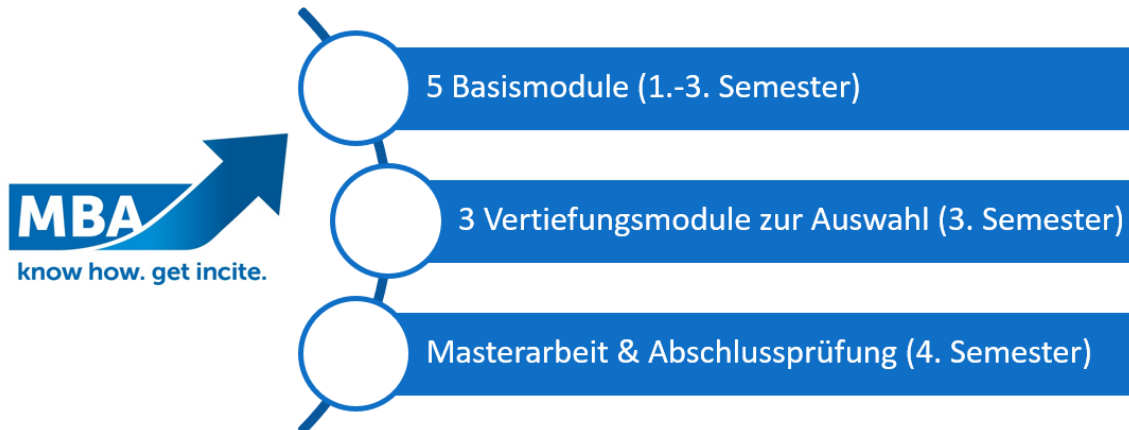 5 Basismodule (1.-3. Semester)
MBA
know how. get incite.
3 Vertiefungsmodule zur Auswahl (3. Semester)
Masterarbeit & Abschlussprüfung (4. Semester)